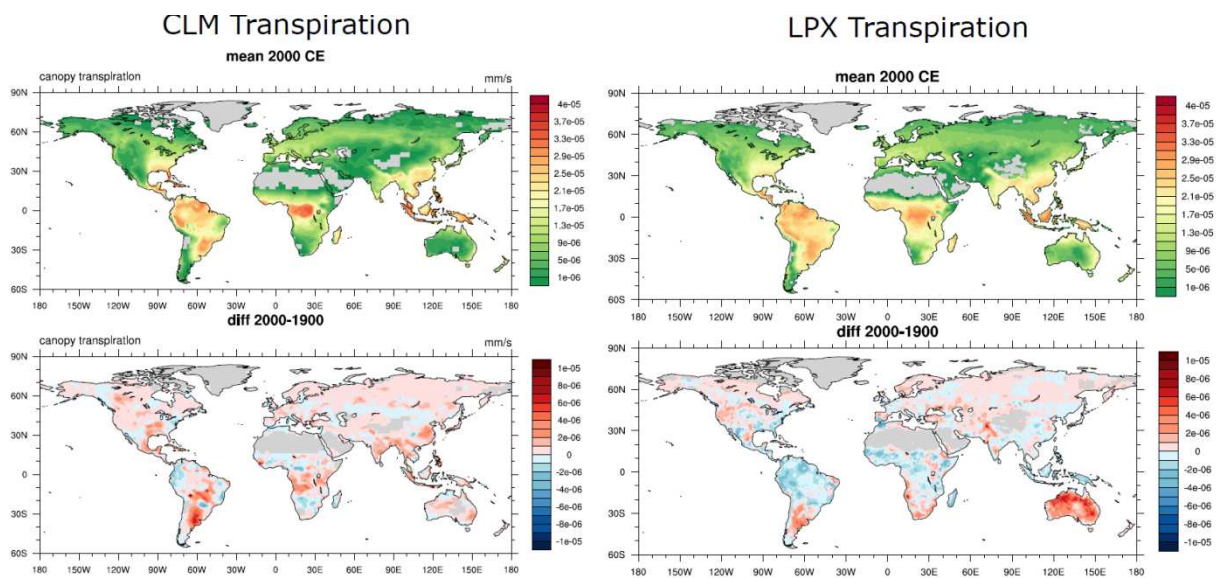 CLM Transpiration
mean 2000 CE
canopy transpiration mm/s
90N
60N
30N
0
30S
60S
180 150W 120W 90W 60W 30W 0 30E 60E 90E 120E 150E 180
4e-05
3.7e-05
3.3e-05
2.9e-05
2.5e-05
2.1e-05
1.7e-05
1.3e-05
9e-06
5e-06
1e-06
diff 2000-1900
canopy transpiration mm/s
90N
60N
30N
0
30S
60S
180 150W 120W 90W 60W 30W 0 30E 60E 90E 120E 150E 180
1e-05
8e-06
6e-06
4e-06
2e-06
0
-2e-06
-4e-06
-6e-06
-8e-06
-1e-05
LPX Transpiration
mean 2000 CE
90N
60N
30N
0
30S
60S
180 150W 120W 90W 60W 30W 0 30E 60E 90E 120E 150E 180
4e-05
3.7e-05
3.3e-05
2.9e-05
2.5e-05
2.1e-05
1.7e-05
1.3e-05
9e-06
5e-06
1e-06
diff 2000-1900
90N
60N
30N
0
30S
60S
180 150W 120W 90W 60W 30W 0 30E 60E 90E 120E 150E 180
1e-05
8e-06
6e-06
4e-06
2e-06
0
-2e-06
-4e-06
-6e-06
-8e-06
-1e-05